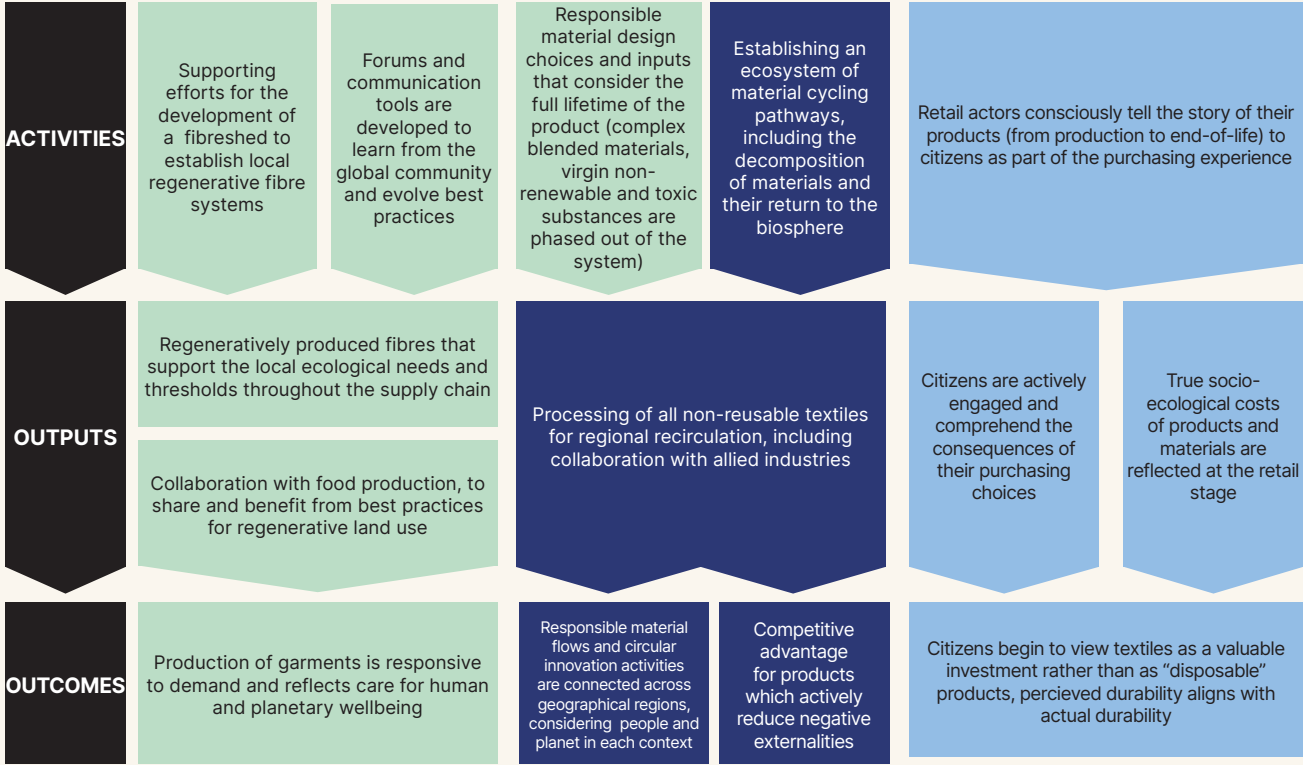 ACTIVITIES
Supporting
efforts for the
development of
a fibreshed to
establish local
regenerative fibre
systems
Forums and
communication
tools are
developed to
learn from the
global community
and evolve best
practices
Responsible
material design
choices and inputs
that consider the
full lifetime of the
product (complex
blended materials,
virgin non-
renewable and toxic
substances are
phased out of the
system)
Establishing an
ecosystem of
material cycling
pathways,
including the
decomposition
of materials and
their return to the
biosphere
Retail actors consciously tell the story of their
products (from production to end-of-life) to
citizens as part of the purchasing experience
OUTPUTS
Regeneratively produced fibres that
support the local ecological needs and
thresholds throughout the supply chain
Collaboration with food production, to
share and benefit from best practices
for regenerative land use
Processing of all non-reusable textiles
for regional recirculation, including
collaboration with allied industries
Citizens are actively
engaged and
comprehend the
consequences of
their purchasing
choices
True socio-
ecological costs
of products and
materials are
reflected at the retail
stage
OUTCOMES
Production of garments is responsive
to demand and reflects care for human
and planetary wellbeing
Responsible material
flows and circular
innovation activities
are connected across
geographical regions,
considering people and
planet in each context
Competitive
advantage
for products
which actively
reduce negative
externalities
Citizens begin to view textiles as a valuable
investment rather than as “disposable”
products, percieved durability aligns with
actual durability